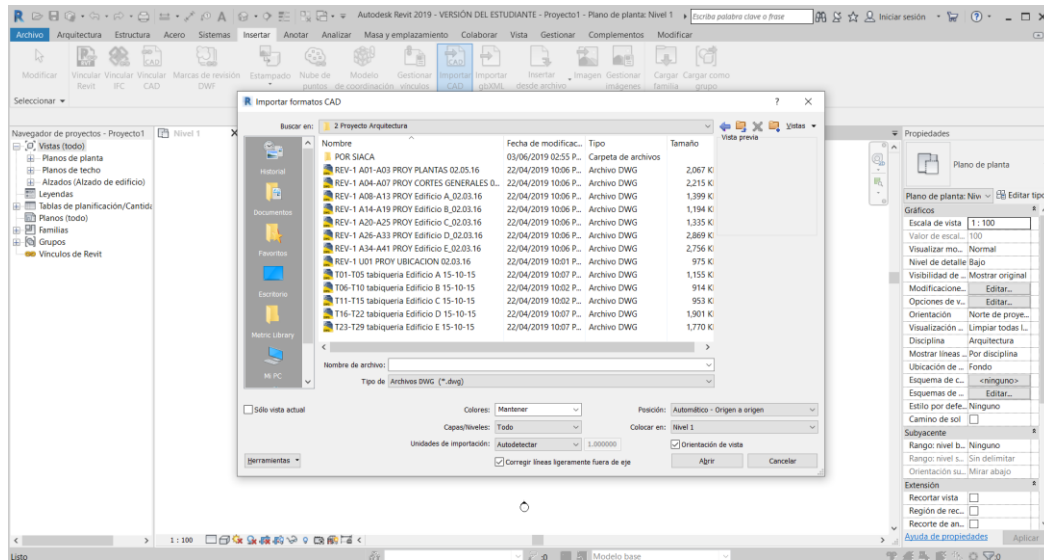 Autodesk Revit 2019 - VERSIÓN DEL ESTUDIANTE - Proyecto1 - Plano de planta: Nivel 1
Escriba palabra clave o frase
Iniciar sesión
Archivo Arquitectura Estructura Acero Sistemas Insertar Anotar Analizar Masa y emplazamiento Colaborar Vista Gestionar Complementos Modificar
Modificar Vincular Revit Vincular IFC Vincular CAD Marcas de revisión DWF Estampado Nube de puntos Modelo de coordinación Gestionar vínculos Importar CAD Importar gbXML Insertar desde archivo Imagen Gestionar imágenes Cargar familia Cargar como grupo
Seleccionar
Navegador de proyectos - Proyecto1
Vistas (todo)
Planos de planta
Planos de techo
Alzados (Alzado de edificio)
Leyendas
Tablas de planificación/Cantida
Planos (todo)
Familias
Grupos
Vínculos de Revit
Nivel 1
Importar formatos CAD
Buscar en: 2 Proyecto Arquitectura
Vistas
Vista previa
Historial
Documentos
Favoritos
Escritorio
Metric Library
Mi PC
Nombre Fecha de modificac... Tipo Tamaño
POR SIACA 03/06/2019 02:55 P... Carpeta de archivos
REV-1 A01-A03 PROY PLANTAS 02.05.16 22/04/2019 10:06 P... Archivo DWG 2,067 K
REV-1 A04-A07 PROY CORTES GENERALES 0... 22/04/2019 10:06 P... Archivo DWG 2,215 K
REV-1 A08-A13 PROY Edificio A_02.03.16 22/04/2019 10:06 P... Archivo DWG 1,399 K
REV-1 A14-A19 PROY Edificio B_02.03.16 22/04/2019 10:06 P... Archivo DWG 1,194 K
REV-1 A20-A25 PROY Edificio C_02.03.16 22/04/2019 10:06 P... Archivo DWG 1,335 K
REV-1 A26-A33 PROY Edificio D_02.03.16 22/04/2019 10:06 P... Archivo DWG 2,869 K
REV-1 A34-A41 PROY Edificio E_02.03.16 22/04/2019 10:06 P... Archivo DWG 2,756 K
REV-1 U01 PROY UBICACION 02.03.16 22/04/2019 10:01 P... Archivo DWG 975 K
T01-T05 tabiqueria Edificio A 15-10-15 22/04/2019 10:07 P... Archivo DWG 1,155 K
T06-T10 tabiqueria Edificio B 15-10-15 22/04/2019 10:02 P... Archivo DWG 914 K
T11-T15 tabiqueria Edificio C 15-10-15 22/04/2019 10:02 P... Archivo DWG 953 K
T16-T22 tabiqueria Edificio D 15-10-15 22/04/2019 10:07 P... Archivo DWG 1,901 K
T23-T29 tabiqueria Edificio E 15-10-15 22/04/2019 10:07 P... Archivo DWG 1,770 K
Nombre de archivo:
Tipo de Archivos DWG (*.dwg)
Sólo vista actual
Colores: Mantener
Posición: Automático - Origen a origen
Capas/Niveles: Todo
Colocar en: Nivel 1
Unidades de importación: Autodetectar 1.000000
Orientación de vista
Corregir líneas ligeramente fuera de eje
Herramientas
Abrir
Cancelar
Propiedades
Plano de planta
Plano de planta: Niv
Editar tipo
Gráficos
Escala de vista 1 : 100
Valor de escal... 100
Visualizar mo... Normal
Nivel de detalle Bajo
Visibilidad de ... Mostrar original
Modificacione... Editar...
Opciones de v... Editar...
Orientación Norte de proye...
Visualización ... Limpiar todas l...
Disciplina Arquitectura
Mostrar líneas ... Por disciplina
Ubicación de ... Fondo
Esquema de c... <ninguno>
Esquemas de ... Editar...
Estilo por defe... Ninguno
Camino de sol
Subyacente
Rango: nivel b... Ninguno
Rango: nivel s... Sin delimitar
Orientación su... Mirar abajo
Extensión
Recortar vista
Región de rec...
Recorte de an...
Ayuda de propiedades
Aplicar
1 : 100
Listo
:0
Modelo base
:0